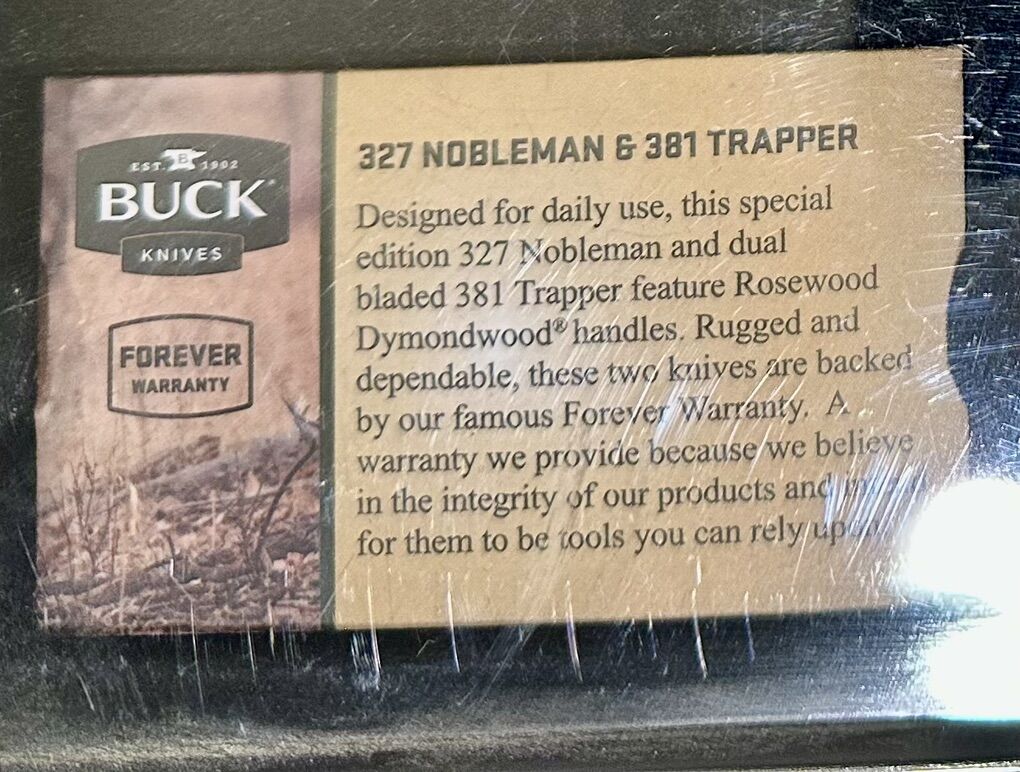 EST. B 1902
BUCK
KNIVES
FOREVER
WARRANTY
327 NOBLEMAN & 381 TRAPPER
Designed for daily use, this special
edition 327 Nobleman and dual
bladed 381 Trapper feature Rosewood
Dymondwood® handles. Rugged and
dependable, these two knives are backed
by our famous Forever Warranty. A
warranty we provide because we believe
in the integrity of our products and
for them to be tools you can rely upon